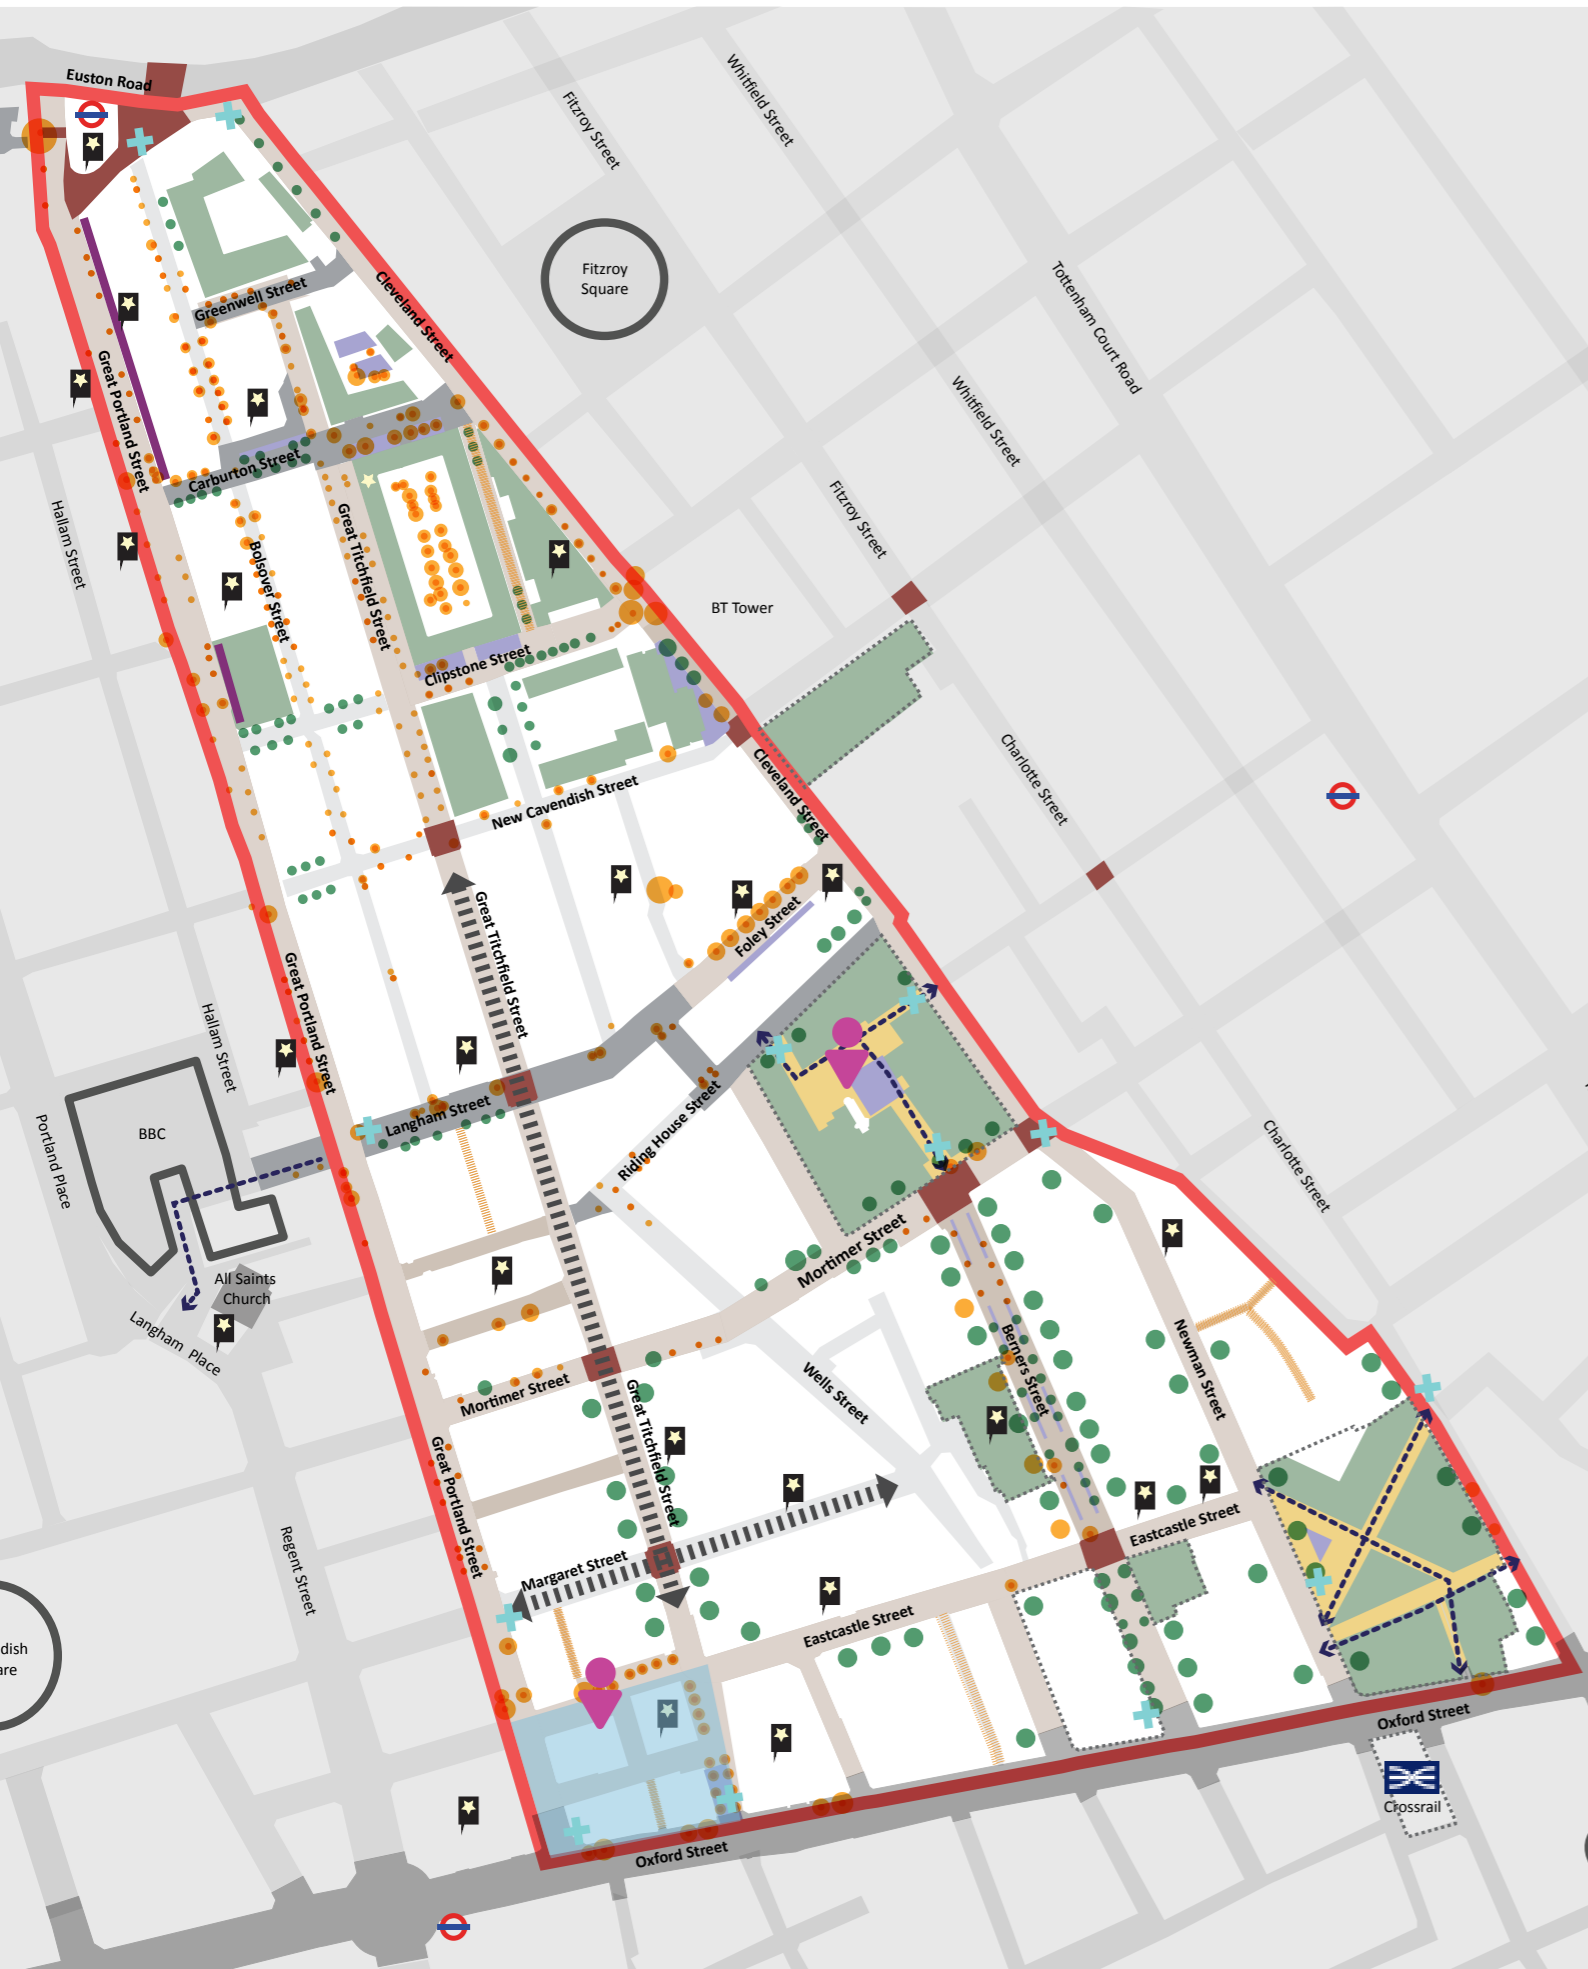 Euston Road
Whitfield Street
Fitzroy Street
Fitzroy
Square
Tottenham Court Road
Cleveland Street
Greenwell Street
Great Portland Street
Whitfield Street
Carburton Street
Fitzroy Street
Hallam Street
Great Titchfield Street
Bolsover Street
BT Tower
Clipstone Street
Charlotte Street
Cleveland Street
New Cavendish Street
Great Titchfield Street
Foley Street
Great Portland Street
Hallam Street
Langham Street
Riding House Street
Portland Place
BBC
Charlotte Street
Mortimer Street
All Saints
Church
Langham Place
Berners Street
Newman Street
Wells Street
Mortimer Street
Great Titchfield Street
Great Portland Street
Regent Street
Eastcastle Street
Margaret Street
Eastcastle Street
dish
are
Oxford Street
Crossrail
Oxford Street